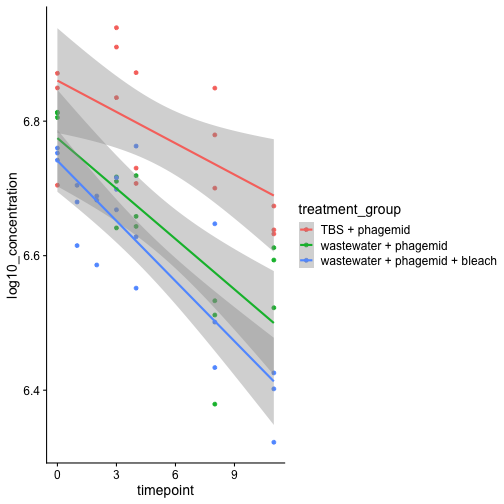 log10_concentration
6.8
6.6
6.4
0
3
6
9
timepoint
treatment_group
TBS + phagemid
wastewater + phagemid
wastewater + phagemid + bleach